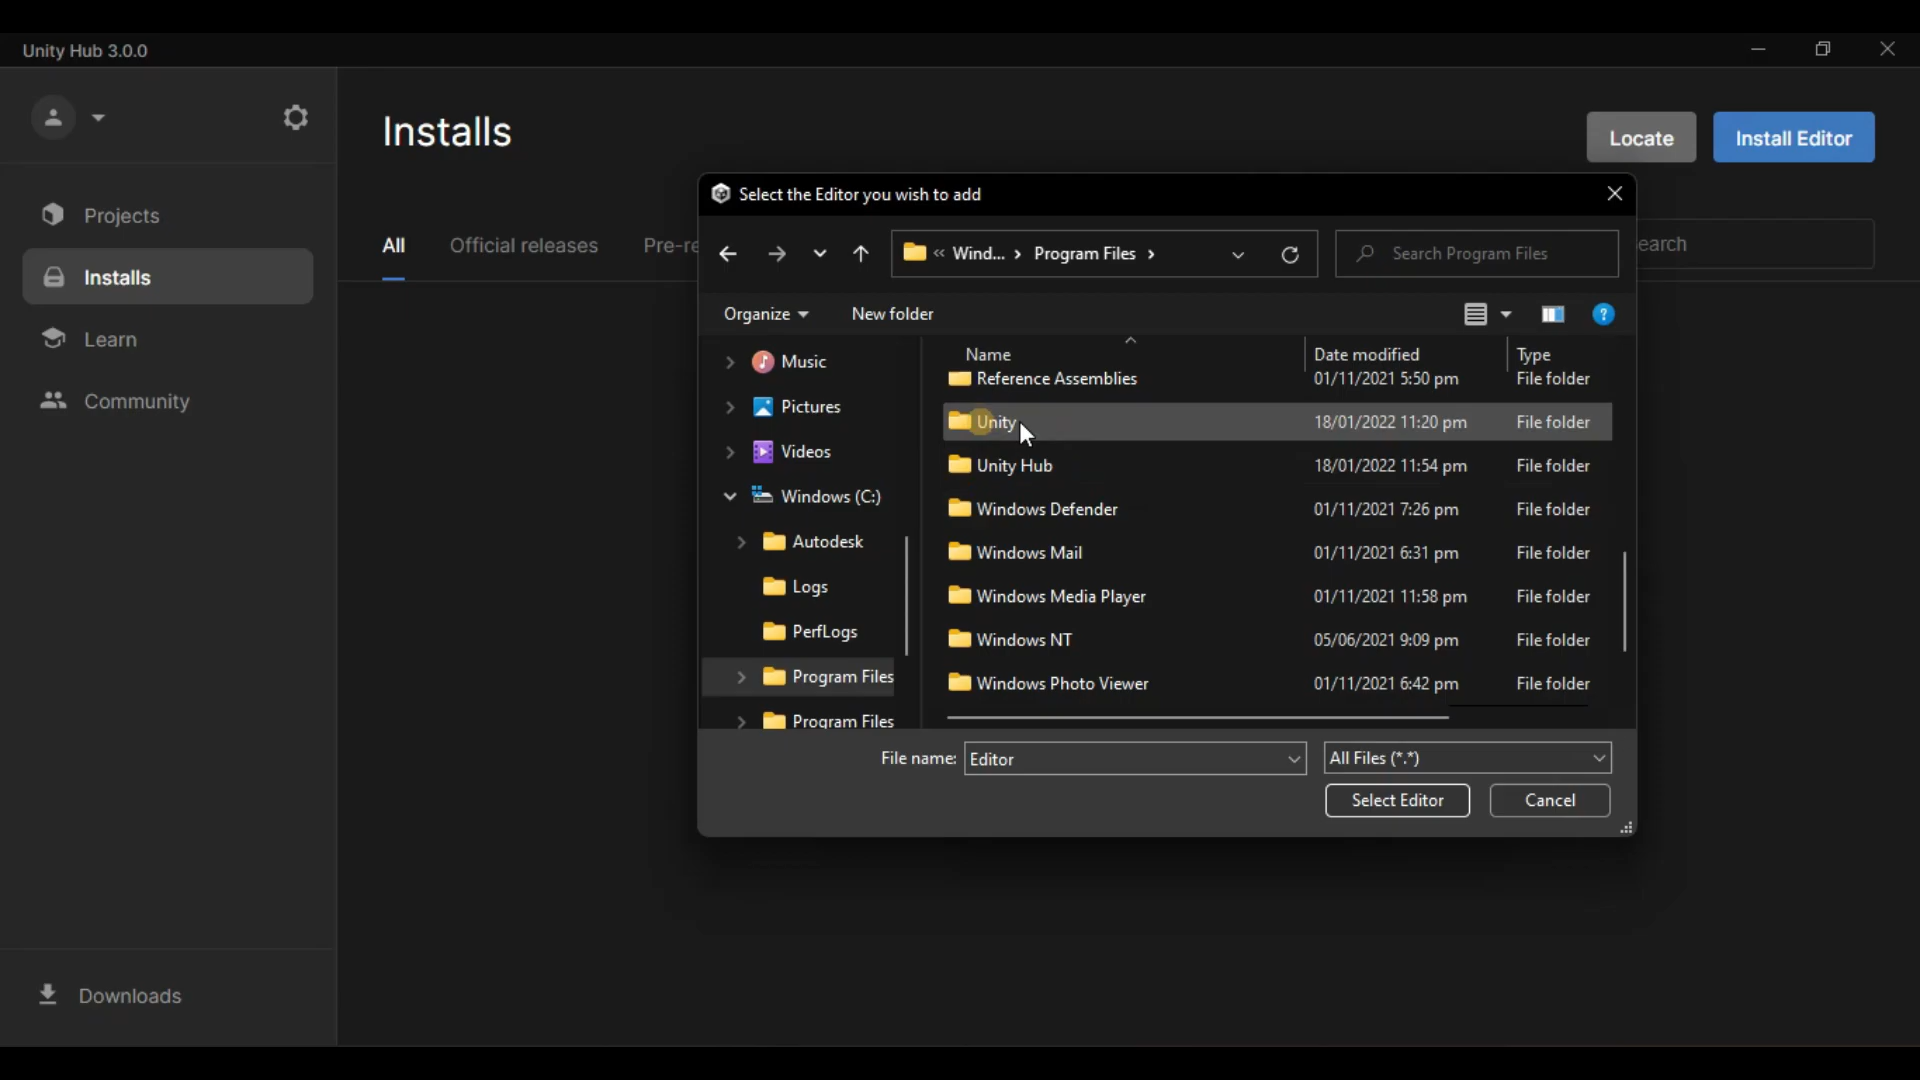 Unity Hub 3.0.0
Installs
Locate
Install Editor
Projects
Installs
Learn
Community
Downloads
All
Official releases
Pre-re
earch
Select the Editor you wish to add
« Wind... › Program Files ›
Search Program Files
Organize
New folder
Music
Pictures
Videos
Windows (C:)
Autodesk
Logs
PerfLogs
Program Files
Program Files
Name Date modified Type
Reference Assemblies 01/11/2021 5:50 pm File folder
Unity 18/01/2022 11:20 pm File folder
Unity Hub 18/01/2022 11:54 pm File folder
Windows Defender 01/11/2021 7:26 pm File folder
Windows Mail 01/11/2021 6:31 pm File folder
Windows Media Player 01/11/2021 11:58 pm File folder
Windows NT 05/06/2021 9:09 pm File folder
Windows Photo Viewer 01/11/2021 6:42 pm File folder
File name: Editor
All Files (*.*)
Select Editor
Cancel